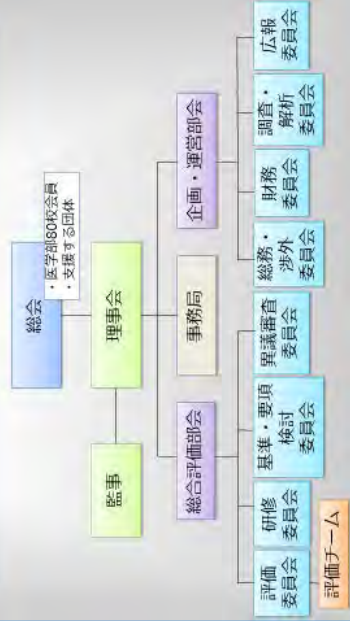 総会
・医学部80校会員
・支援する団体
監事
理事会
総合評価部会
事務局
企画・運営部会
評価
委員会
研修
委員会
基準・要項
検討
委員会
異議審査
委員会
総務・
渉外
委員会
財務
委員会
調査・
解析
委員会
広報
委員会
評価チーム